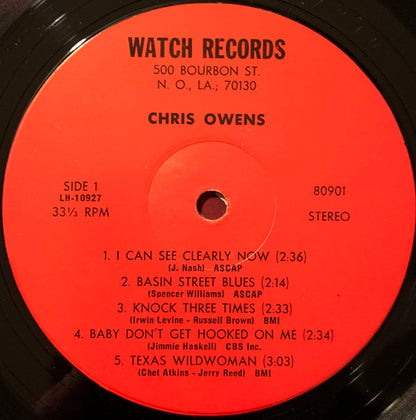 WATCH RECORDS
500 BOURBON ST.
N. O., LA.; 70130
CHRIS OWENS
SIDE 1
LH-10927
33⅓ RPM
80901
STEREO
1. I CAN SEE CLEARLY NOW (2:36)
(J. Nash) ASCAP
2. BASIN STREET BLUES (2:14)
(Spencer Williams) ASCAP
3. KNOCK THREE TIMES (2:33)
(Irwin Levine - Russell Brown) BMI
4. BABY DON'T GET HOOKED ON ME (2:34)
(Jimmie Haskell) CBS Inc.
5. TEXAS WILDWOMAN (3:03)
(Chet Atkins - Jerry Reed) BMI